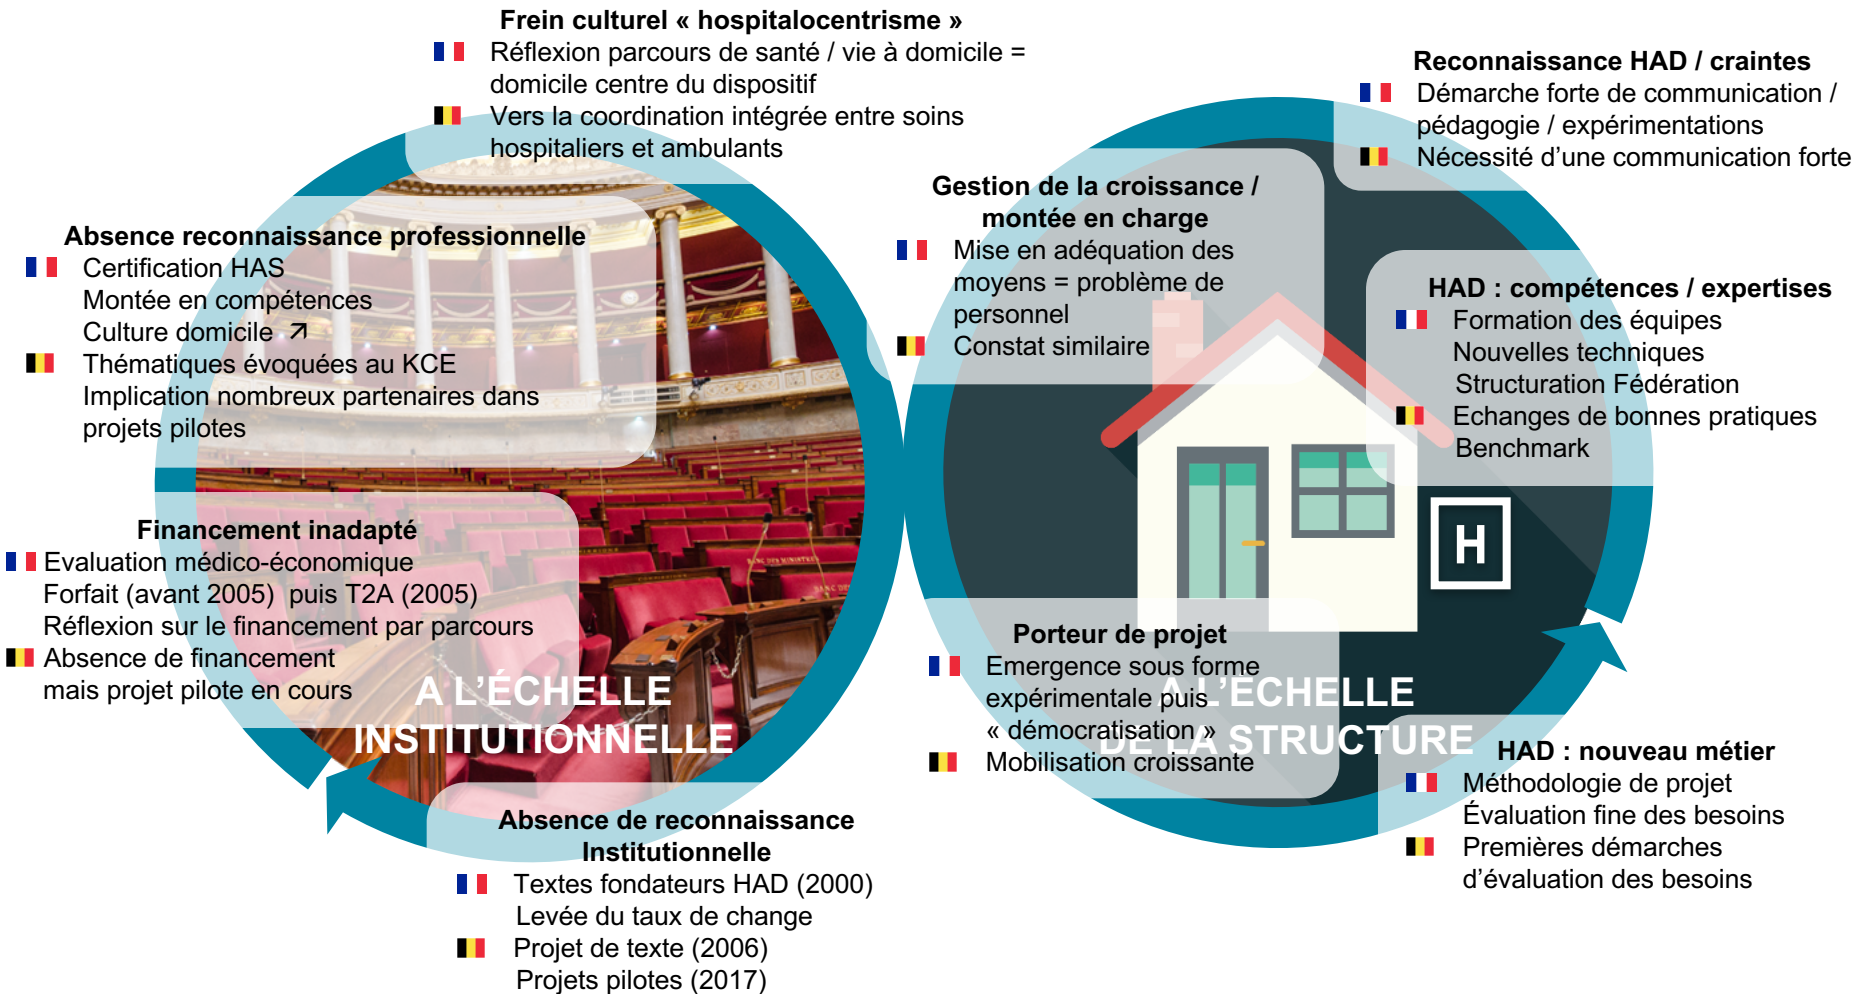 Frein culturel « hospitalocentrisme »
Réflexion parcours de santé / vie à domicile =
domicile centre du dispositif
Vers la coordination intégrée entre soins
hospitaliers et ambulants
Absence reconnaissance professionnelle
Certification HAS
Montée en compétences
Culture domicile ↗
Thématiques évoquées au KCE
Implication nombreux partenaires dans
projets pilotes
Financement inadapté
Evaluation médico-économique
Forfait (avant 2005) puis T2A (2005)
Réflexion sur le financement par parcours
Absence de financement
mais projet pilote en cours
A L’ÉCHELLE
INSTITUTIONNELLE
Absence de reconnaissance
Institutionnelle
Textes fondateurs HAD (2000)
Levée du taux de change
Projet de texte (2006)
Projets pilotes (2017)
Reconnaissance HAD / craintes
Démarche forte de communication /
pédagogie / expérimentations
Nécessité d’une communication forte
Gestion de la croissance /
montée en charge
Mise en adéquation des
moyens = problème de
personnel
Constat similaire
HAD : compétences / expertises
Formation des équipes
Nouvelles techniques
Structuration Fédération
Echanges de bonnes pratiques
Benchmark
H
Porteur de projet
Emergence sous forme
expérimentale puis
« démocratisation »
Mobilisation croissante
A L’ÉCHELLE
DE LA STRUCTURE
HAD : nouveau métier
Méthodologie de projet
Évaluation fine des besoins
Premières démarches
d’évaluation des besoins